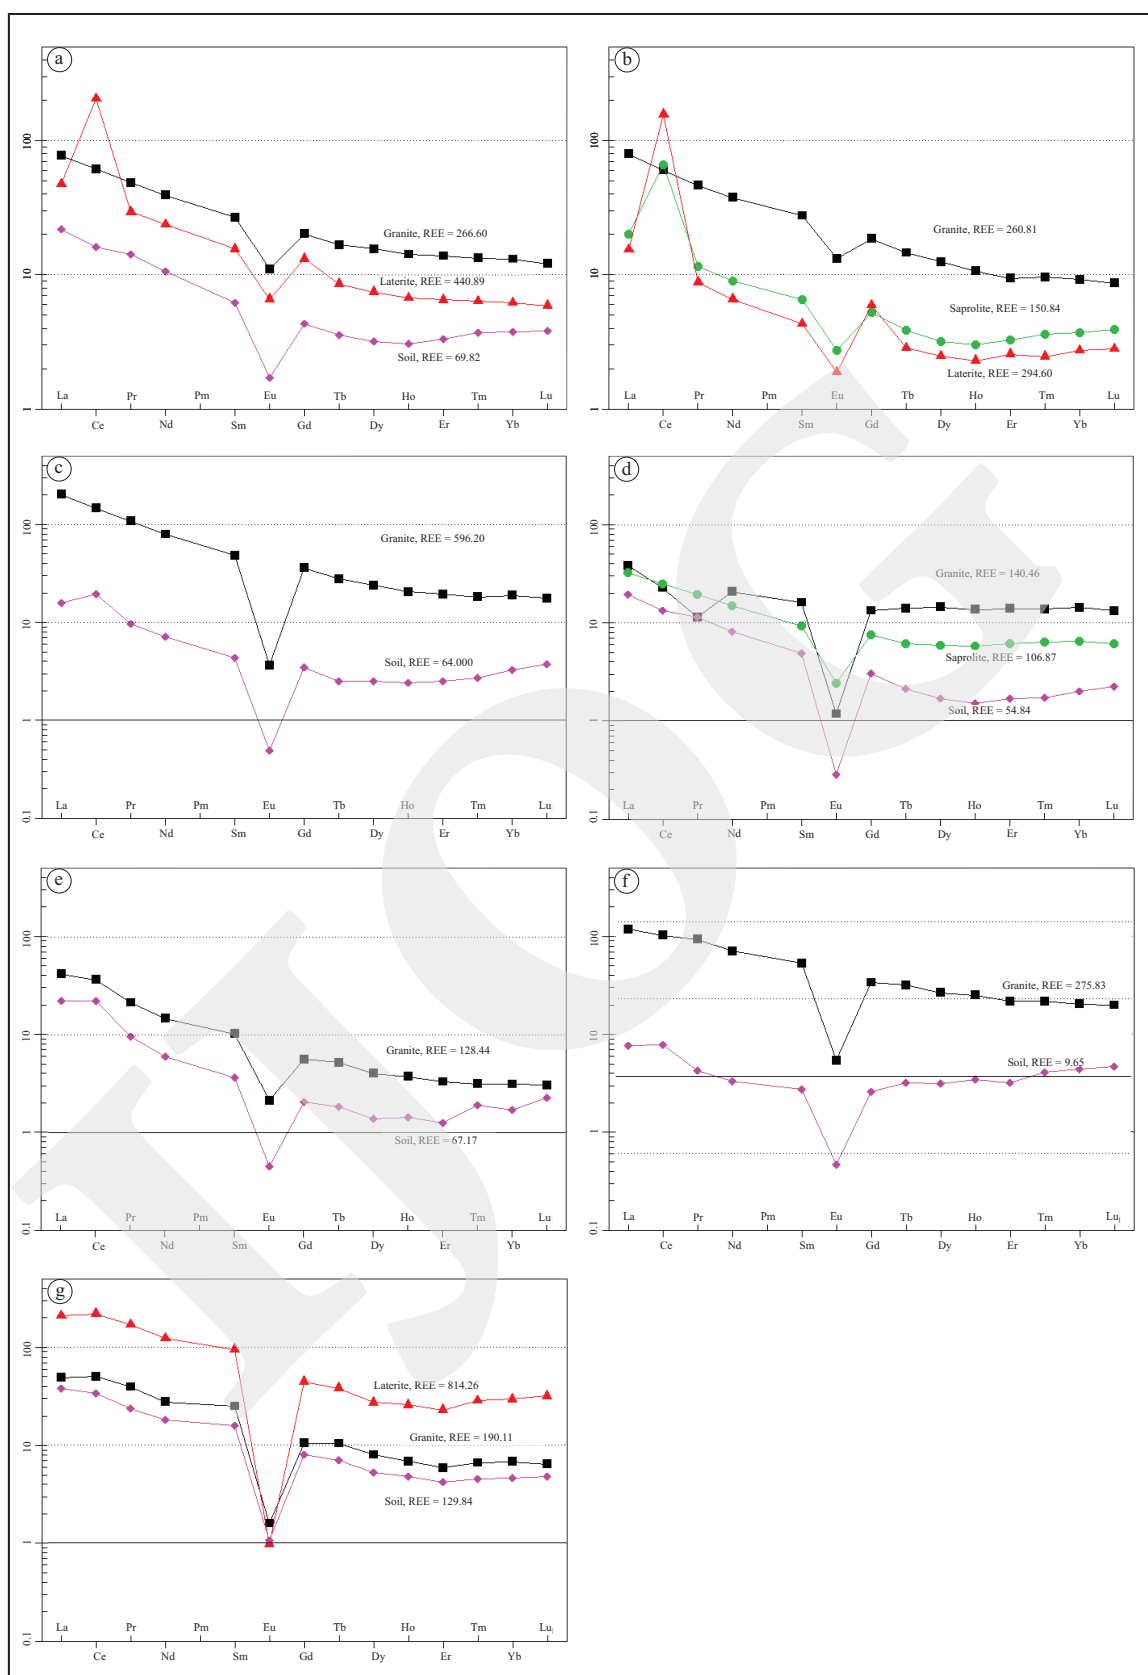 a
100
10
1
Granite, REE = 266.60
Laterite, REE = 440.89
Soil, REE = 69.82
La Pr Pm Eu Tb Ho Tm Lu
Ce Nd Sm Gd Dy Er Yb
b
100
10
1
Granite, REE = 260.81
Saprolite, REE = 150.84
Laterite, REE = 294.60
La Pr Pm Eu Tb Ho Tm Lu
Ce Nd Sm Gd Dy Er Yb
c
100
10
1
0.1
Granite, REE = 596.20
Soil, REE = 64.000
La Pr Pm Eu Tb Ho Tm Lu
Ce Nd Sm Gd Dy Er Yb
d
100
10
1
0.1
Granite, REE = 140.46
Saprolite, REE = 106.87
Soil, REE = 54.84
La Pr Pm Eu Tb Ho Tm Lu
Ce Nd Sm Gd Dy Er Yb
e
100
10
1
0.1
Granite, REE = 128.44
Soil, REE = 67.17
La Pr Pm Eu Tb Ho Tm Lu
Ce Nd Sm Gd Dy Er Yb
f
100
10
1
0.1
Granite, REE = 275.83
Soil, REE = 9.65
La Pr Pm Eu Tb Ho Tm Lu
Ce Nd Sm Gd Dy Er Yb
g
100
10
1
0.1
Laterite, REE = 814.26
Granite, REE = 190.11
Soil, REE = 129.84
La Pr Pm Eu Tb Ho Tm Lu
Ce Nd Sm Gd Dy Er Yb
IJOG